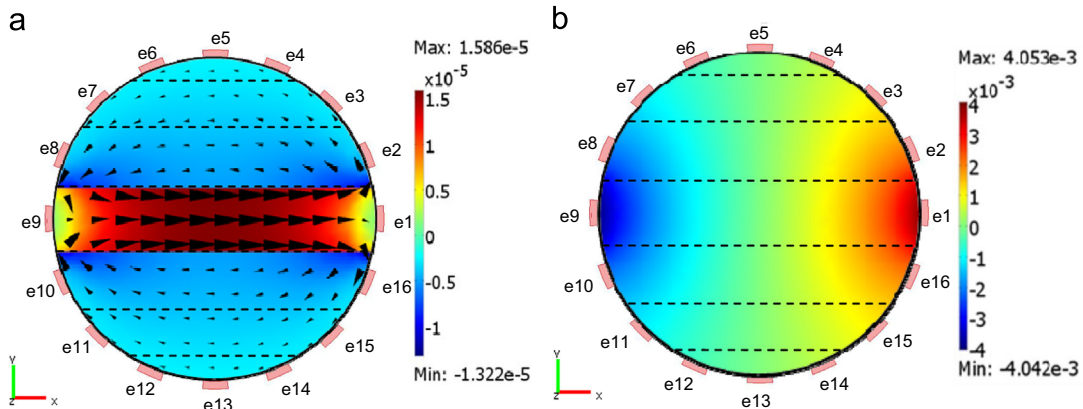 a
e5
e6
e4
e7
e3
e8
e2
e9
e1
e10
e16
e11
e15
e12
e14
e13
Max: 1.586e-5
x10⁻⁵
1.5
1
0.5
0
-0.5
-1
Min: -1.322e-5
Y
Z
X
b
e5
e6
e4
e7
e3
e8
e2
e9
e1
e10
e16
e11
e15
e12
e14
e13
Max: 4.053e-3
x10⁻³
4
3
2
1
0
-1
-2
-3
-4
Min: -4.042e-3
Y
Z
X